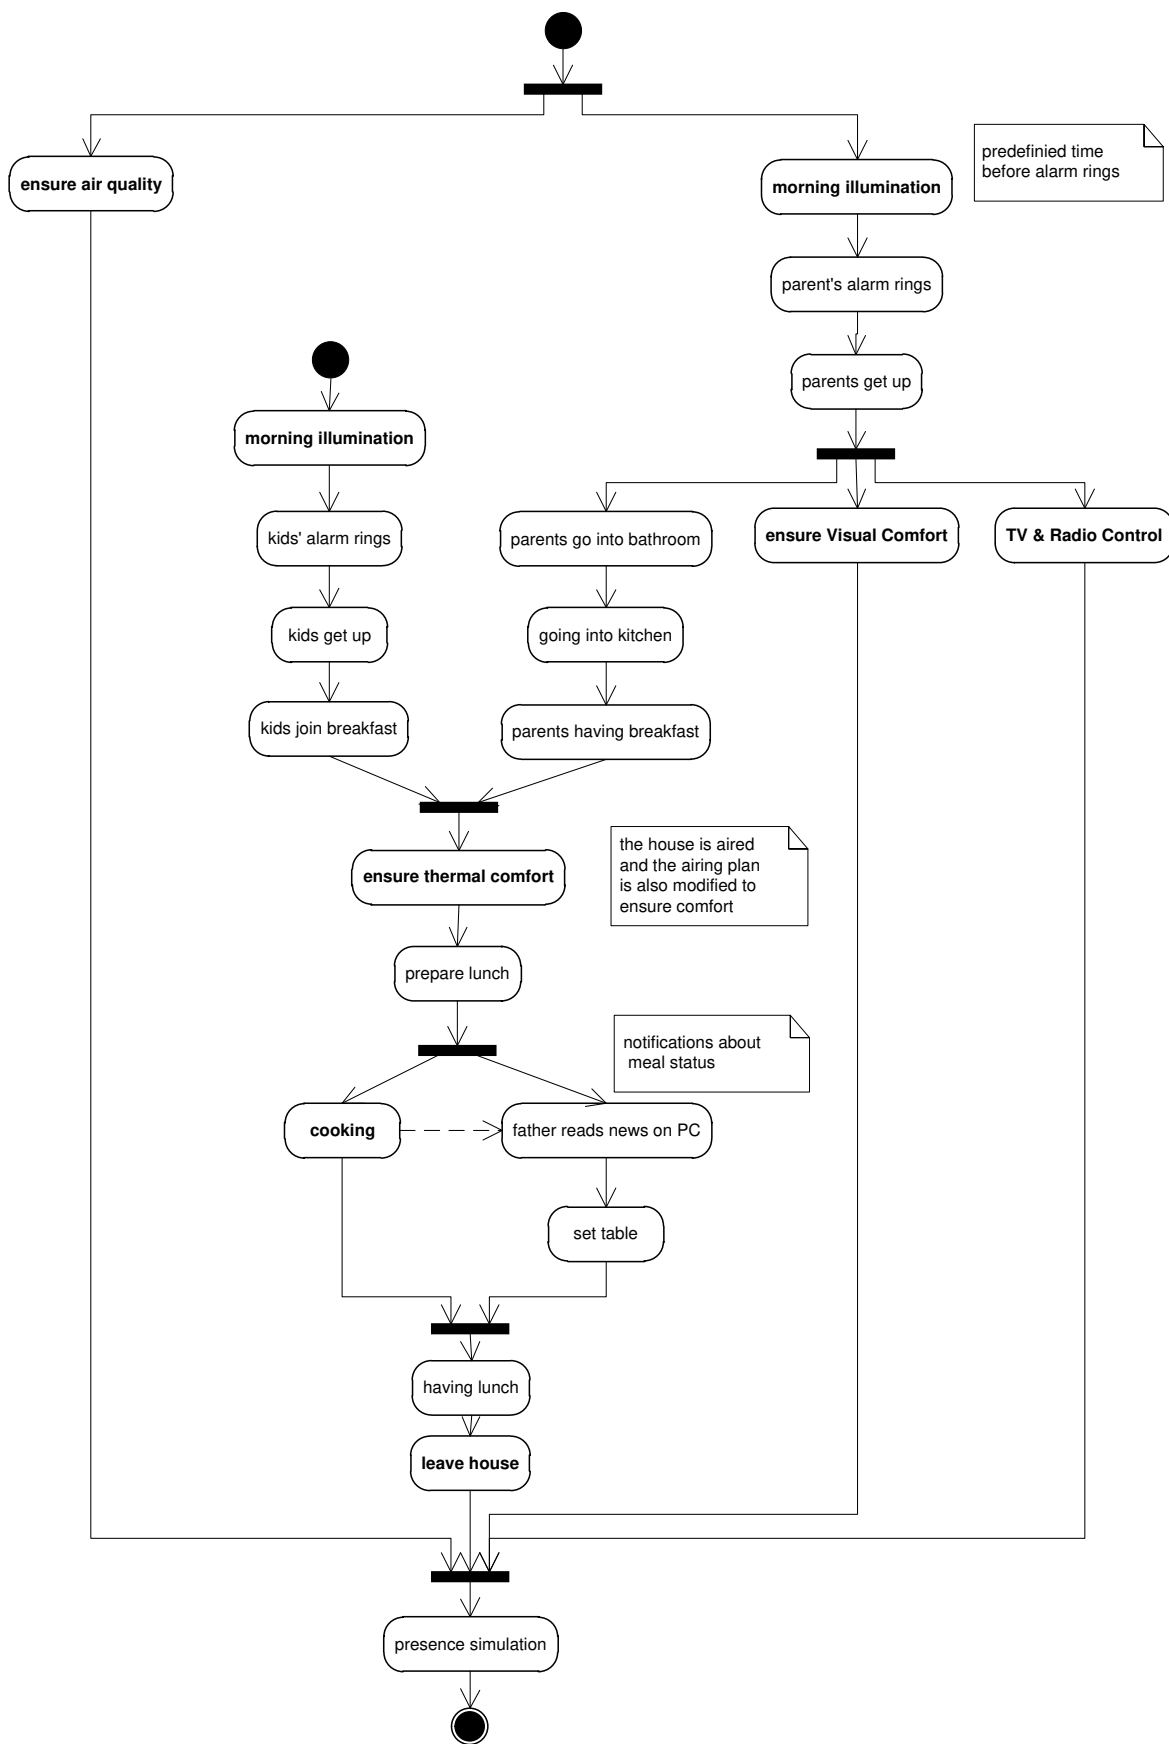 ensure air quality
morning illumination
predefinied time
before alarm rings
parent's alarm rings
parents get up
morning illumination
kids' alarm rings
parents go into bathroom
ensure Visual Comfort
TV & Radio Control
kids get up
going into kitchen
kids join breakfast
parents having breakfast
ensure thermal comfort
the house is aired
and the airing plan
is also modified to
ensure comfort
prepare lunch
notifications about
meal status
cooking
father reads news on PC
set table
having lunch
leave house
presence simulation